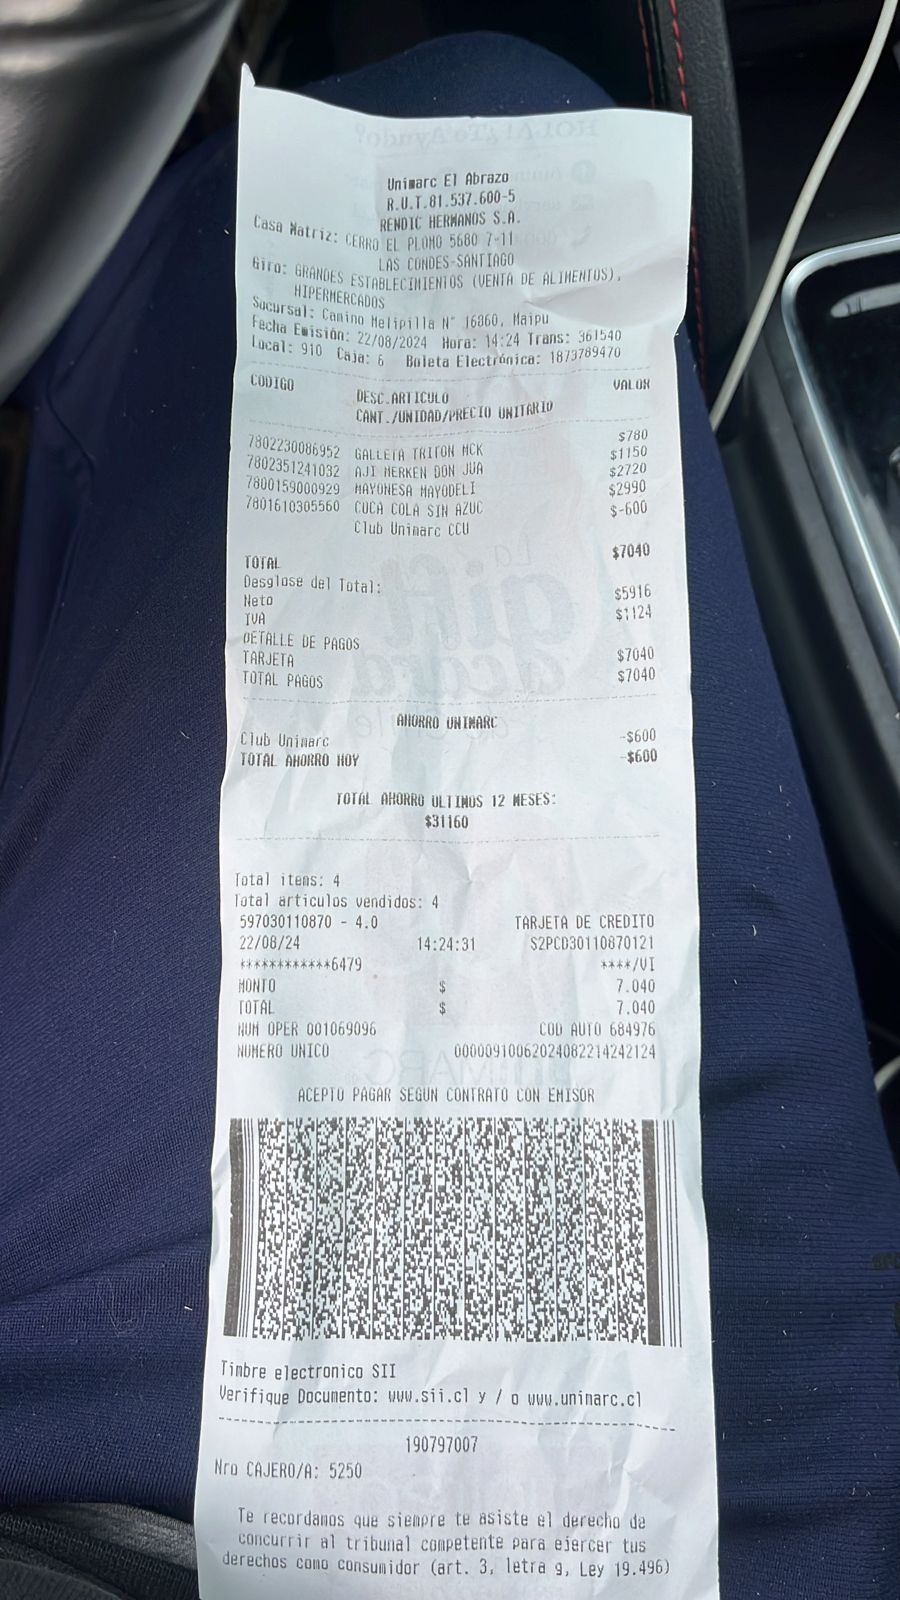 Unimarc El Abrazo
R.U.T.81.537.600-5
RENDIC HERMANOS S.A.
Casa Matriz: CERRO EL PLOMO 5680 7-11
LAS CONDES-SANTIAGO
Giro: GRANDES ESTABLECIMIENTOS (VENTA DE ALIMENTOS),
HIPERMERCADOS
Sucursal: Camino Melipilla N° 16860, Maipu
Fecha Emisión: 22/08/2024 Hora: 14:24 Trans: 361540
Local: 910 Caja: 6 Boleta Electrónica: 1873789470
CODIGO DESC.ARTICULO VALOR
CANT./UNIDAD/PRECIO UNITARIO
7802230086952 GALLETA TRITON MCK $780
7802351241032 AJI MERKEN DON JUA $1150
7800159000929 MAYONESA MAYODELI $2720
7801610305560 COCA COLA SIN AZUC $2990
Club Unimarc CCU $-600
TOTAL $7040
Desglose del Total:
Neto $5916
IVA $1124
DETALLE DE PAGOS
TARJETA $7040
TOTAL PAGOS $7040
AHORRO UNIMARC
Club Unimarc -$600
TOTAL AHORRO HOY -$600
TOTAL AHORRO ULTIMOS 12 MESES:
$31160
Total items: 4
Total articulos vendidos: 4
597030110870 - 4.0 TARJETA DE CREDITO
22/08/24 14:24:31 S2PCD30110870121
************6479 ****/VI
MONTO $ 7.040
TOTAL $ 7.040
NUM OPER 001069096 COD AUTO 684976
NUMERO UNICO 00000910062024082214242124
ACEPTO PAGAR SEGUN CONTRATO CON EMISOR
Timbre electronico SII
Verifique Documento: www.sii.cl y / o www.unimarc.cl
190797007
Nro CAJERO/A: 5250
Te recordamos que siempre te asiste el derecho de
concurrir al tribunal competente para ejercer tus
derechos como consumidor (art. 3, letra g, Ley 19.496)